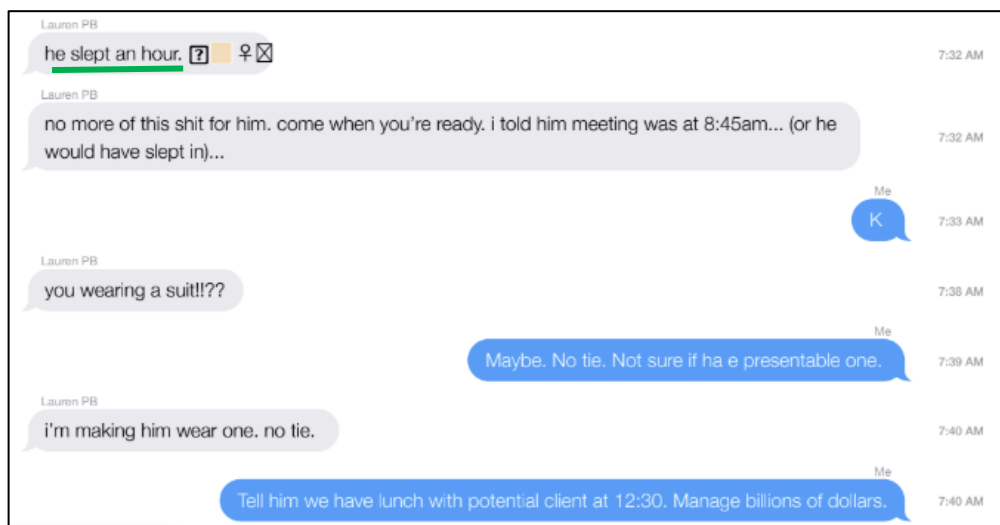 Lauren PB
he slept an hour. ⍰ ♀☒
7:32 AM
Lauren PB
no more of this shit for him. come when you're ready. i told him meeting was at 8:45am... (or he
would have slept in)...
7:32 AM
Me
K
7:33 AM
Lauren PB
you wearing a suit!!??
7:38 AM
Me
Maybe. No tie. Not sure if ha e presentable one.
7:39 AM
Lauren PB
i'm making him wear one. no tie.
7:40 AM
Me
Tell him we have lunch with potential client at 12:30. Manage billions of dollars.
7:40 AM